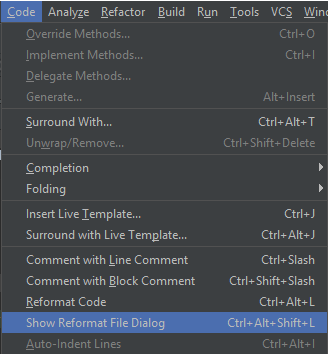 Code Analyze Refactor Build Run Tools VCS
Override Methods... Ctrl+O
Implement Methods... Ctrl+I
Delegate Methods...
Generate... Alt+Insert
Surround With... Ctrl+Alt+T
Unwrap/Remove... Ctrl+Shift+Delete
Completion
Folding
Insert Live Template... Ctrl+J
Surround with Live Template... Ctrl+Alt+J
Comment with Line Comment Ctrl+Slash
Comment with Block Comment Ctrl+Shift+Slash
Reformat Code Ctrl+Alt+L
Show Reformat File Dialog Ctrl+Alt+Shift+L
Auto-Indent Lines Ctrl+Alt+I